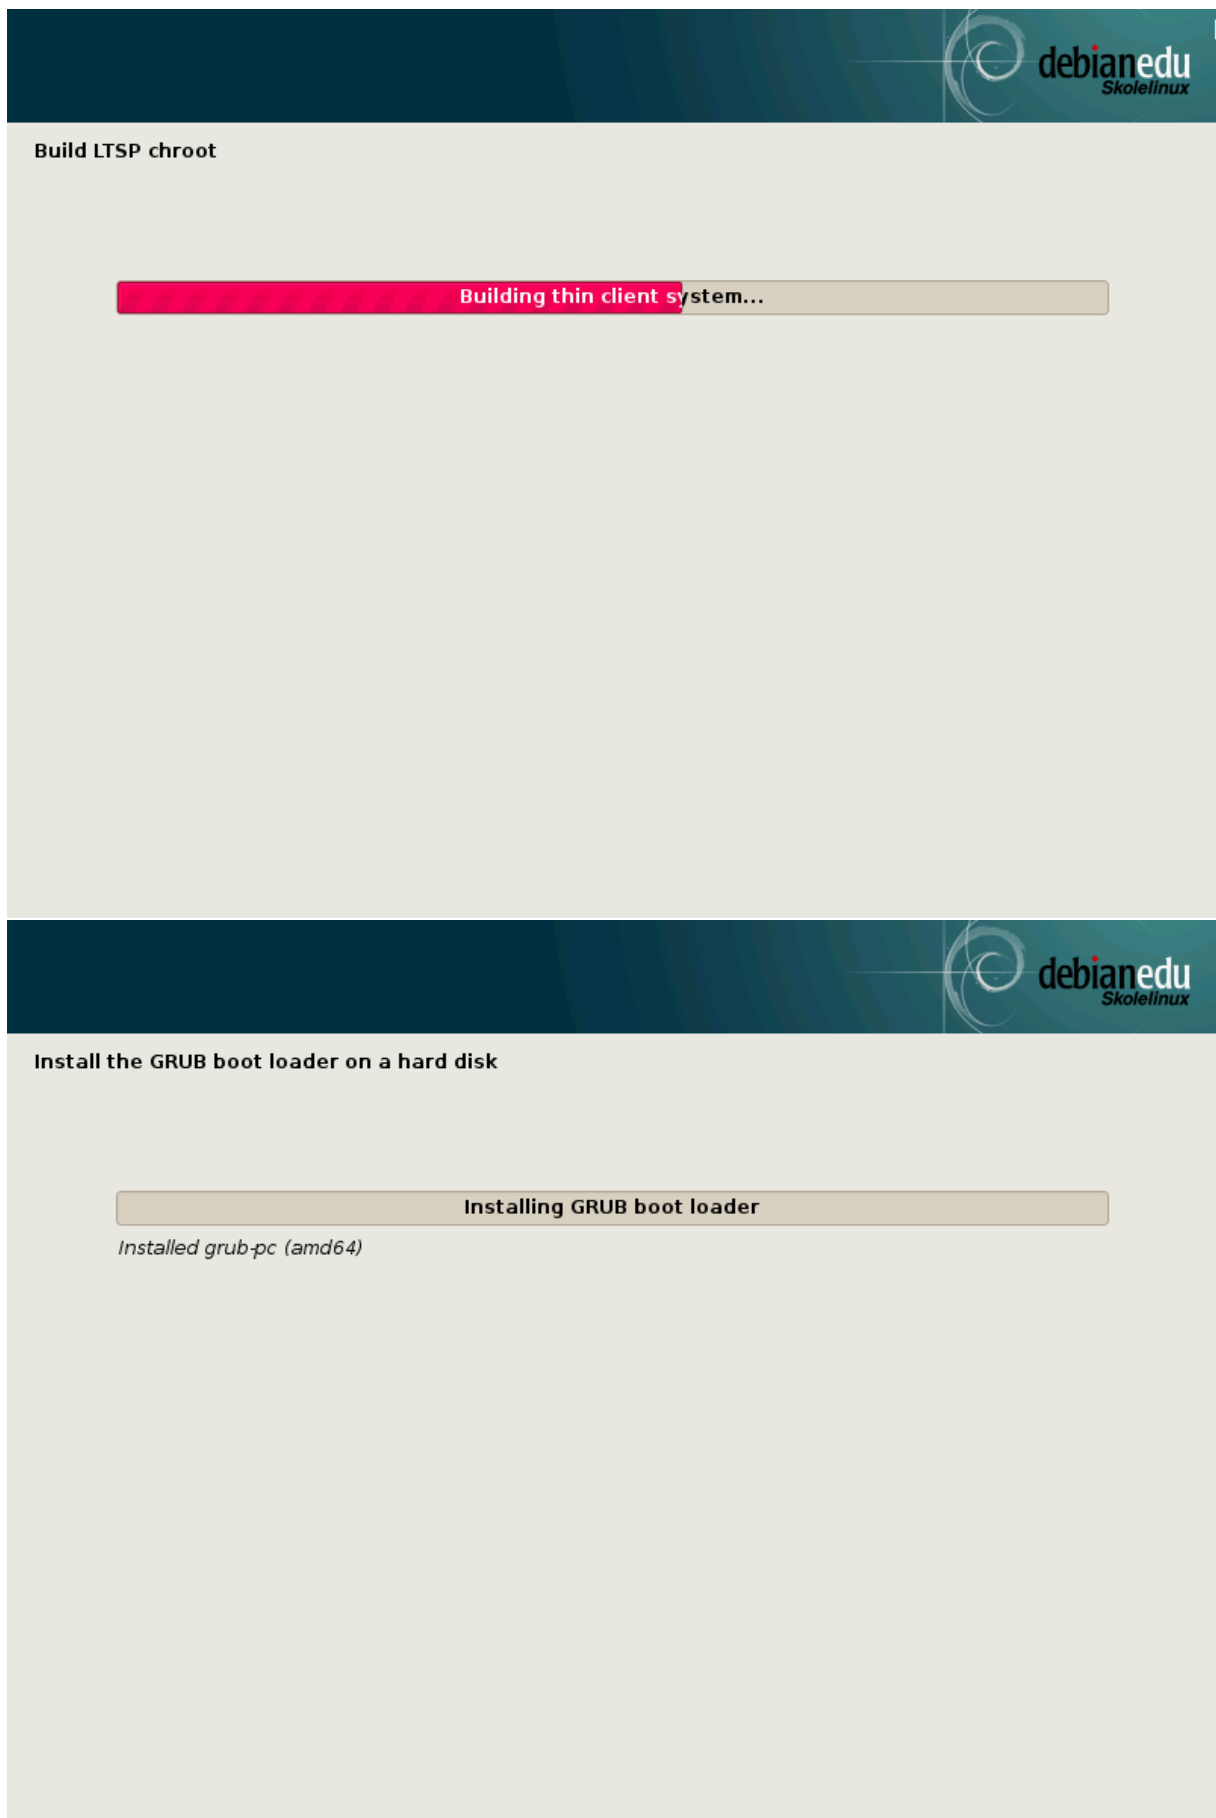 debianedu
Skolelinux
Build LTSP chroot
Building thin client system...
debianedu
Skolelinux
Install the GRUB boot loader on a hard disk
Installing GRUB boot loader
Installed grub-pc (amd64)